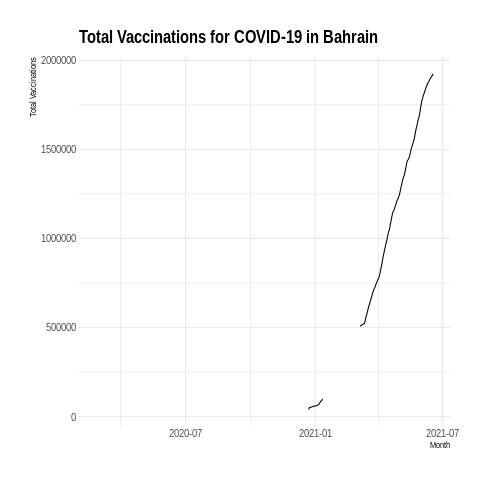 Total Vaccinations for COVID-19 in Bahrain
Total Vaccinations
2000000
1500000
1000000
500000
0
2020-07
2021-01
2021-07
Month